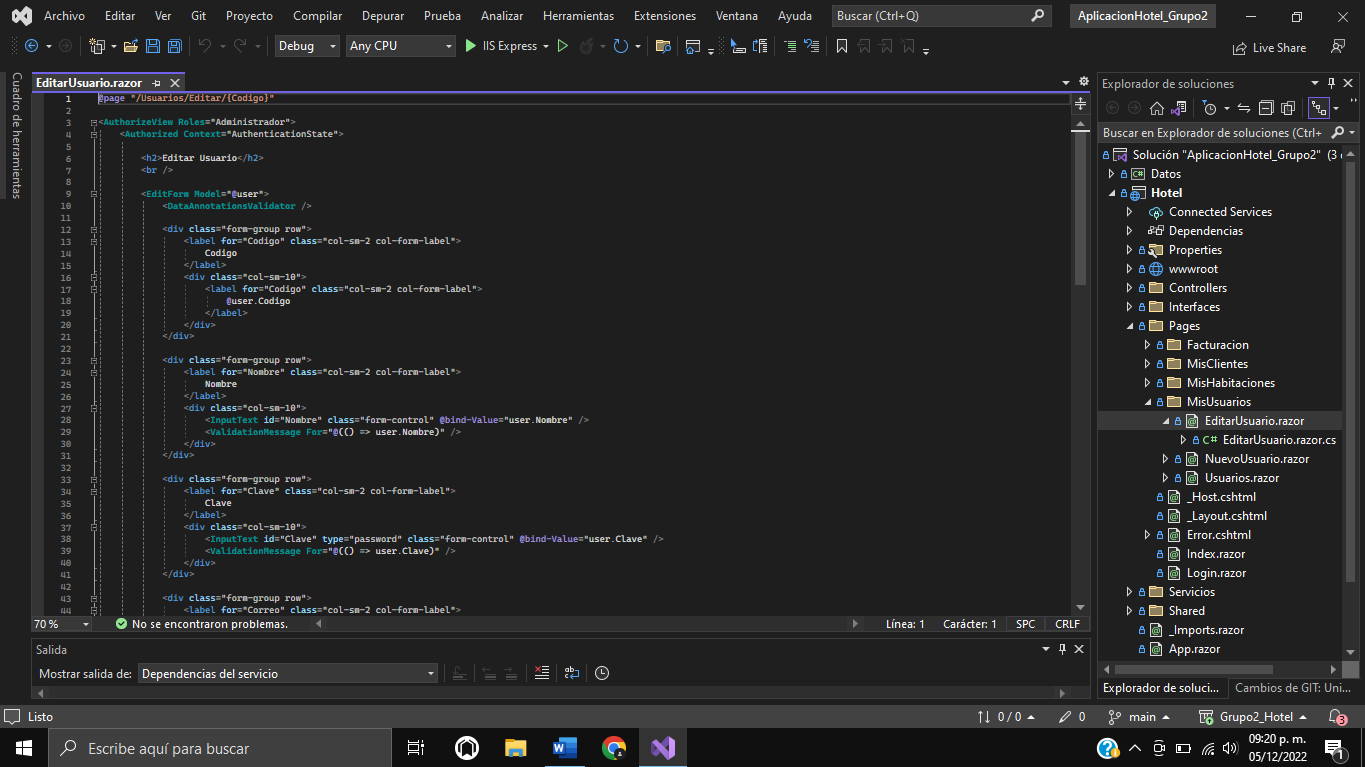 Archivo Editar Ver Git Proyecto Compilar Depurar Prueba Analizar Herramientas Extensiones Ventana Ayuda Buscar (Ctrl+Q) AplicacionHotel_Grupo2
Debug Any CPU IIS Express Live Share
Cuadro de herramientas
EditarUsuario.razor
1 @page "/Usuarios/Editar/{Codigo}"
2
3 <AuthorizeView Roles="Administrador">
4 <Authorized Context="AuthenticationState">
5
6 <h2>Editar Usuario</h2>
7 <br />
8
9 <EditForm Model="@user">
10 <DataAnnotationsValidator />
11
12 <div class="form-group row">
13 <label for="Codigo" class="col-sm-2 col-form-label">
14 Codigo
15 </label>
16 <div class="col-sm-10">
17 <label for="Codigo" class="col-sm-2 col-form-label">
18 @user.Codigo
19 </label>
20 </div>
21 </div>
22
23 <div class="form-group row">
24 <label for="Nombre" class="col-sm-2 col-form-label">
25 Nombre
26 </label>
27 <div class="col-sm-10">
28 <InputText id="Nombre" class="form-control" @bind-Value="user.Nombre" />
29 <ValidationMessage For="@(() => user.Nombre)" />
30 </div>
31 </div>
32
33 <div class="form-group row">
34 <label for="Clave" class="col-sm-2 col-form-label">
35 Clave
36 </label>
37 <div class="col-sm-10">
38 <InputText id="Clave" type="password" class="form-control" @bind-Value="user.Clave" />
39 <ValidationMessage For="@(() => user.Clave)" />
40 </div>
41 </div>
42
43 <div class="form-group row">
44 <label for="Correo" class="col-sm-2 col-form-label">
70 % No se encontraron problemas. Línea: 1 Carácter: 1 SPC CRLF
Salida
Mostrar salida de: Dependencias del servicio
Explorador de soluciones
Buscar en Explorador de soluciones (Ctrl+
Solución "AplicacionHotel_Grupo2" (3
Datos
Hotel
Connected Services
Dependencias
Properties
wwwroot
Controllers
Interfaces
Pages
Facturacion
MisClientes
MisHabitaciones
MisUsuarios
EditarUsuario.razor
C# EditarUsuario.razor.cs
NuevoUsuario.razor
Usuarios.razor
_Host.cshtml
_Layout.cshtml
Error.cshtml
Index.razor
Login.razor
Servicios
Shared
_Imports.razor
App.razor
Explorador de soluci... Cambios de GIT: Uni...
Listo 0 / 0 0 main Grupo2_Hotel 3
Escribe aquí para buscar
09:20 p. m.
05/12/2022
1